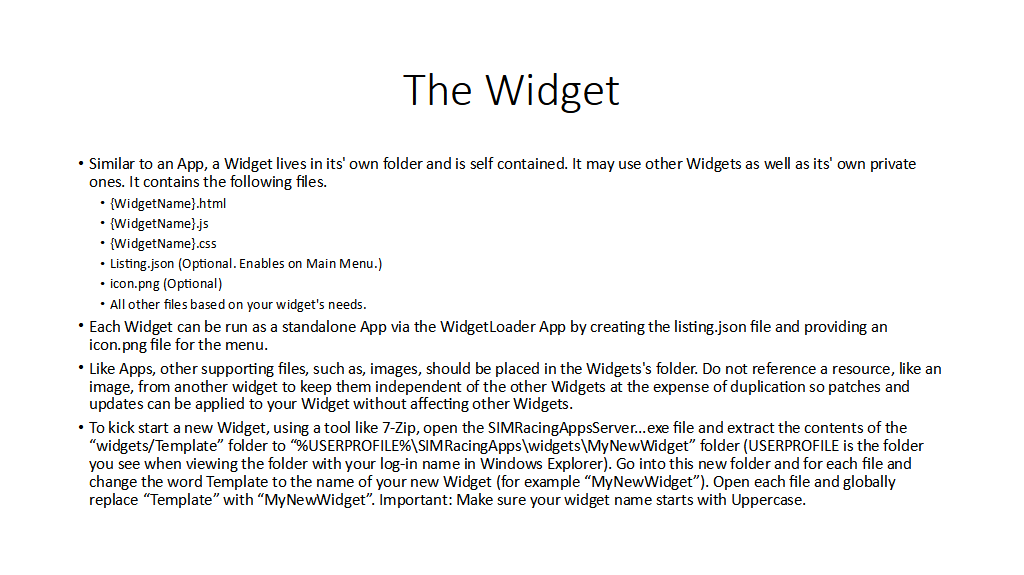 The Widget
• Similar to an App, a Widget lives in its' own folder and is self contained. It may use other Widgets as well as its' own private
ones. It contains the following files.
• {WidgetName}.html
• {WidgetName}.js
• {WidgetName}.css
• Listing.json (Optional. Enables on Main Menu.)
• icon.png (Optional)
• All other files based on your widget's needs.
• Each Widget can be run as a standalone App via the WidgetLoader App by creating the listing.json file and providing an
icon.png file for the menu.
• Like Apps, other supporting files, such as, images, should be placed in the Widgets's folder. Do not reference a resource, like an
image, from another widget to keep them independent of the other Widgets at the expense of duplication so patches and
updates can be applied to your Widget without affecting other Widgets.
• To kick start a new Widget, using a tool like 7-Zip, open the SIMRacingAppsServer...exe file and extract the contents of the
“widgets/Template” folder to “%USERPROFILE%\SIMRacingApps\widgets\MyNewWidget” folder (USERPROFILE is the folder
you see when viewing the folder with your log-in name in Windows Explorer). Go into this new folder and for each file and
change the word Template to the name of your new Widget (for example “MyNewWidget”). Open each file and globally
replace “Template” with “MyNewWidget”. Important: Make sure your widget name starts with Uppercase.